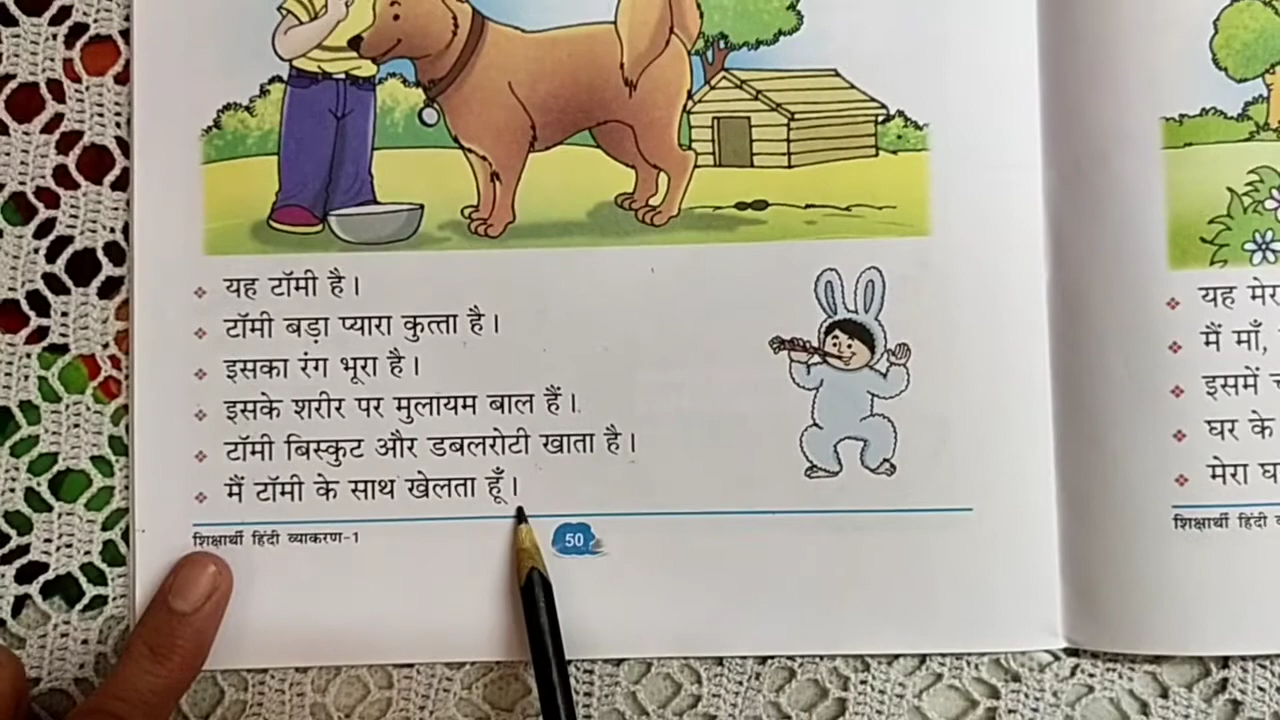 यह टॉमी है।
टॉमी बड़ा प्यारा कुत्ता है।
इसका रंग भूरा है।
इसके शरीर पर मुलायम बाल हैं।
टॉमी बिस्कुट और डबलरोटी खाता है।
मैं टॉमी के साथ खेलता हूँ।
शिक्षार्थी हिंदी व्याकरण-1
50
यह
मैं माँ,
इसमें
घर के
मेरा
शिक्षार्थी हिंदी